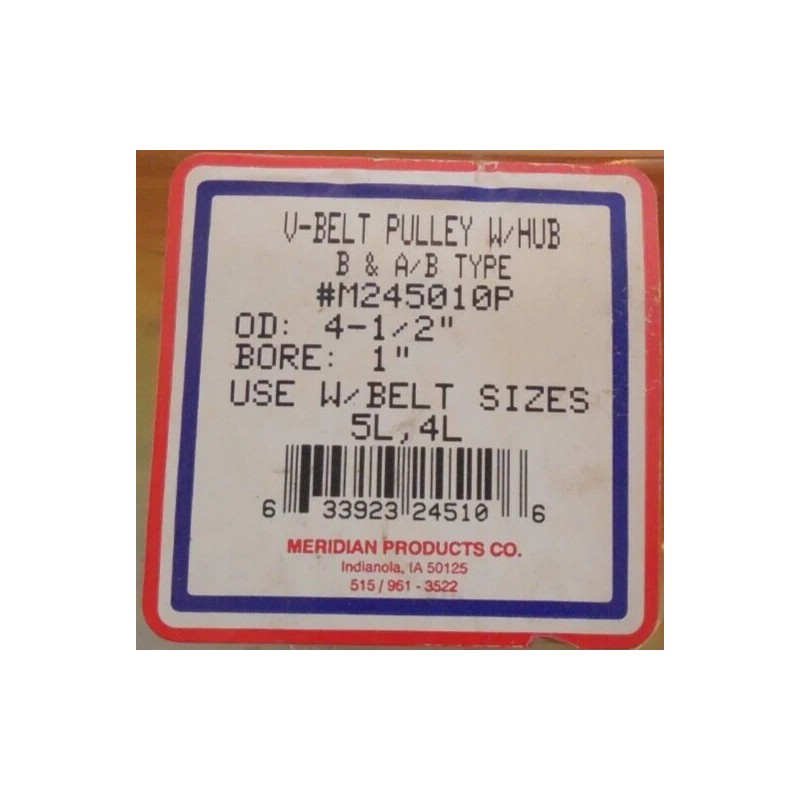 V-BELT PULLEY W/HUB
B & A/B TYPE
#M245010P
OD: 4-1/2"
BORE: 1"
USE W/BELT SIZES
5L,4L
6 33923 24510 6
MERIDIAN PRODUCTS CO.
Indianola, IA 50125
515 / 961 - 3522